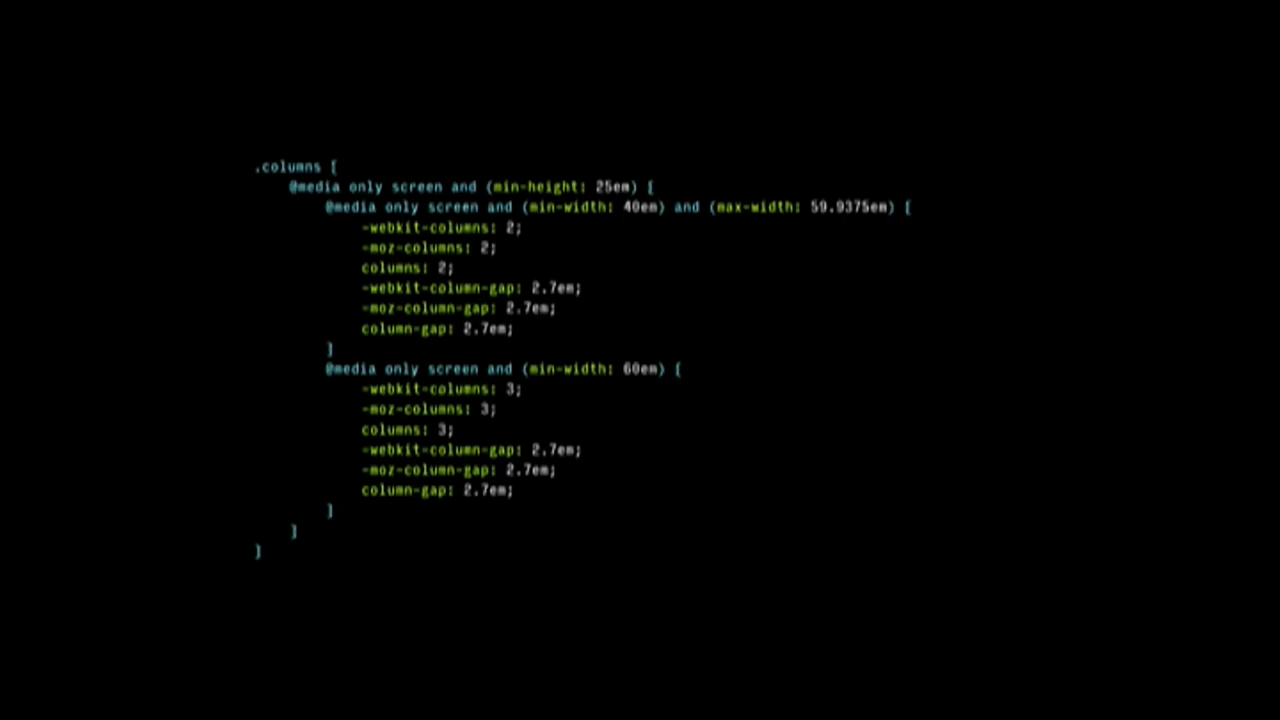 .columns {
@media only screen and (min-height: 25em) {
@media only screen and (min-width: 40em) and (max-width: 59.9375em) {
-webkit-columns: 2;
-moz-columns: 2;
columns: 2;
-webkit-column-gap: 2.7em;
-moz-column-gap: 2.7em;
column-gap: 2.7em;
}
@media only screen and (min-width: 60em) {
-webkit-columns: 3;
-moz-columns: 3;
columns: 3;
-webkit-column-gap: 2.7em;
-moz-column-gap: 2.7em;
column-gap: 2.7em;
}
}
}